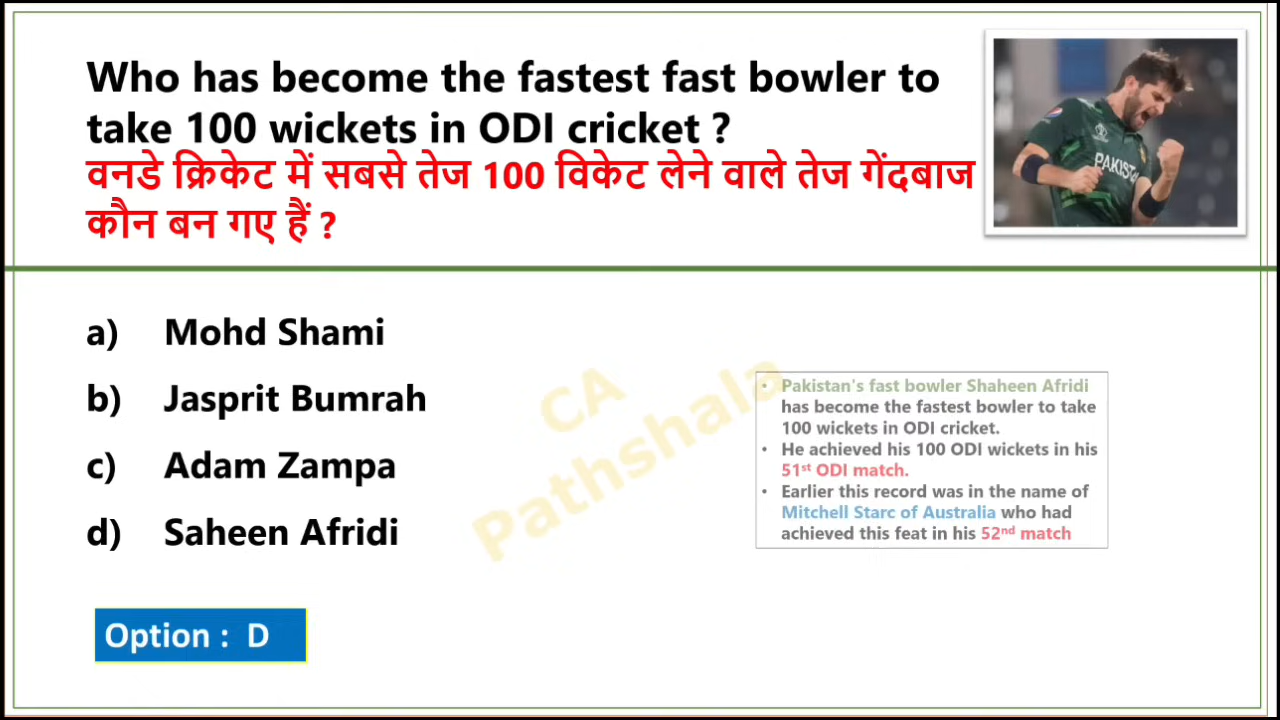 Who has become the fastest fast bowler to
take 100 wickets in ODI cricket ?
वनडे क्रिकेट में सबसे तेज 100 विकेट लेने वाले तेज गेंदबाज
कौन बन गए हैं ?
PAKISTA
a) Mohd Shami
b) Jasprit Bumrah
c) Adam Zampa
d) Saheen Afridi
CA
Pathshala
• Pakistan's fast bowler Shaheen Afridi
has become the fastest bowler to take
100 wickets in ODI cricket.
• He achieved his 100 ODI wickets in his
51st ODI match.
• Earlier this record was in the name of
Mitchell Starc of Australia who had
achieved this feat in his 52nd match
Option : D